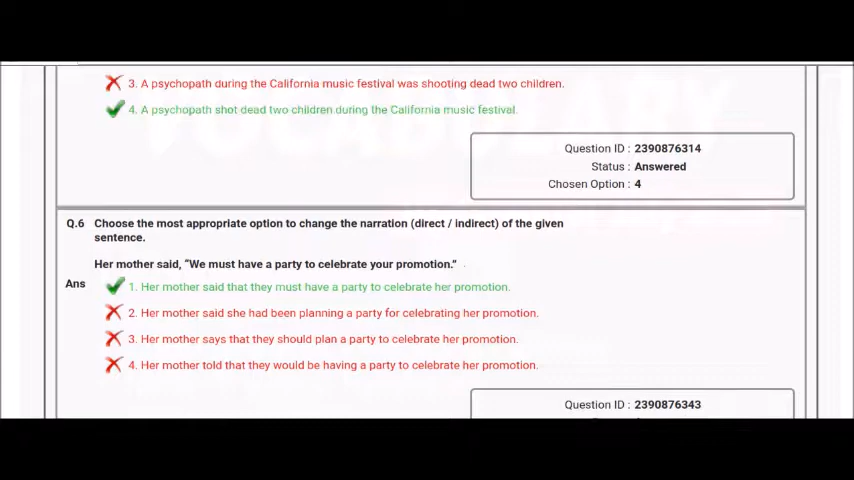 3. A psychopath during the California music festival was shooting dead two children.
4. A psychopath shot dead two children during the California music festival.
Question ID : 2390876314
Status : Answered
Chosen Option : 4
Q.6 Choose the most appropriate option to change the narration (direct / indirect) of the given
sentence.
Her mother said, “We must have a party to celebrate your promotion.”
Ans 1. Her mother said that they must have a party to celebrate her promotion.
2. Her mother said she had been planning a party for celebrating her promotion.
3. Her mother says that they should plan a party to celebrate her promotion.
4. Her mother told that they would be having a party to celebrate her promotion.
Question ID : 2390876343